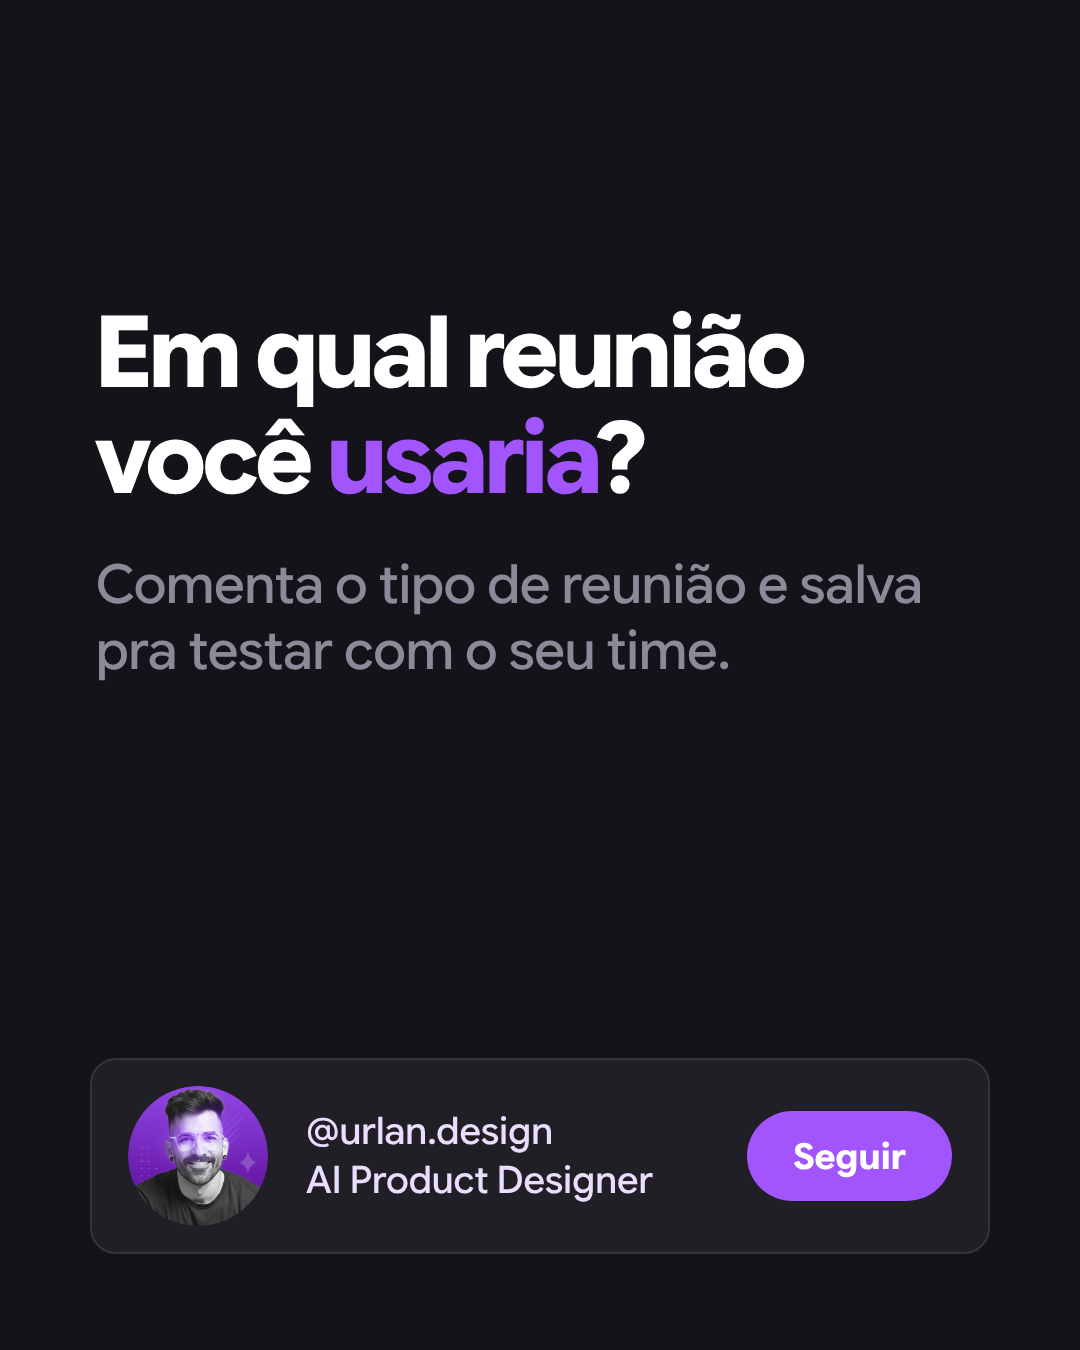 Em qual reunião
você usaria?
Comenta o tipo de reunião e salva
pra testar com o seu time.
@urlan.design
AI Product Designer
Seguir